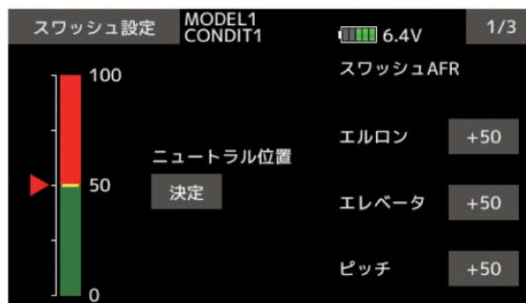 スワッシュ設定
MODEL1
CONDIT1
6.4V
1/3
スワッシュAFR
100
50
0
ニュートラル位置
決定
エルロン
+50
エレベータ
+50
ピッチ
+50